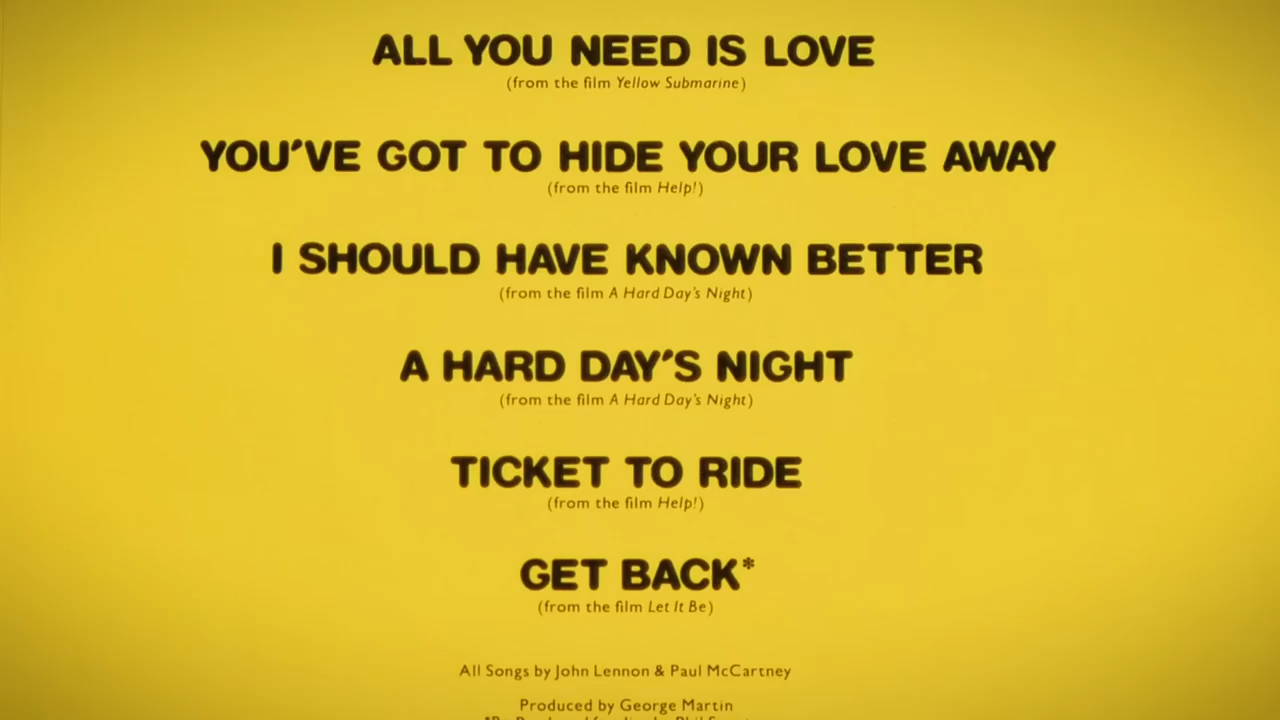 ALL YOU NEED IS LOVE
(from the film Yellow Submarine)
YOU'VE GOT TO HIDE YOUR LOVE AWAY
(from the film Help!)
I SHOULD HAVE KNOWN BETTER
(from the film A Hard Day's Night)
A HARD DAY'S NIGHT
(from the film A Hard Day's Night)
TICKET TO RIDE
(from the film Help!)
GET BACK*
(from the film Let It Be)
All Songs by John Lennon & Paul McCartney
Produced by George Martin